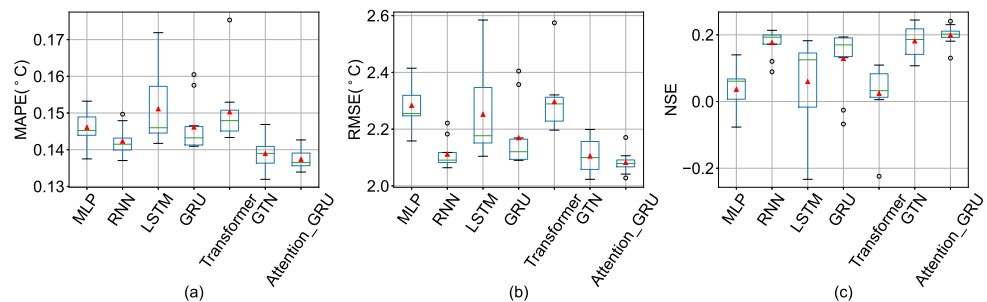 MAPE(°C)
0.17
0.16
0.15
0.14
0.13
MLP
RNN
LSTM
GRU
Transformer
GTN
Attention_GRU
(a)
RMSE(°C)
2.6
2.4
2.2
2.0
MLP
RNN
LSTM
GRU
Transformer
GTN
Attention_GRU
(b)
NSE
0.2
0.0
−0.2
MLP
RNN
LSTM
GRU
Transformer
GTN
Attention_GRU
(c)